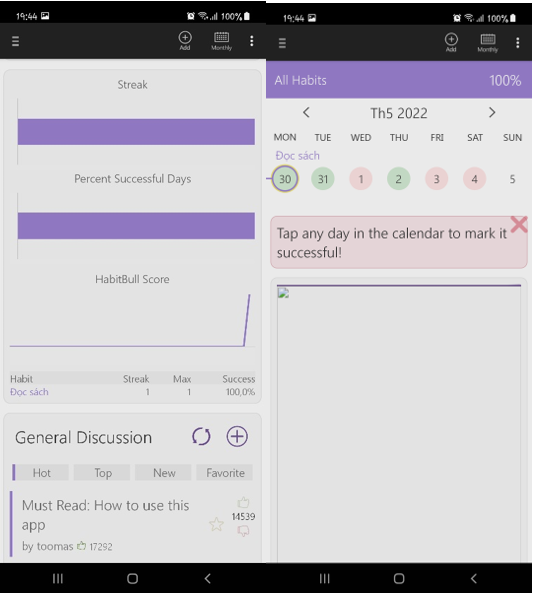 19:44 100%
Add Monthly
Streak
Percent Successful Days
HabitBull Score
Habit Streak Max Success
Đọc sách 1 1 100,0%
General Discussion
Hot Top New Favorite
Must Read: How to use this
app
14539
by toomas 17292
19:44 100%
Add Monthly
All Habits 100%
Th5 2022
MON TUE WED THU FRI SAT SUN
Đọc sách
30 31 1 2 3 4 5
Tap any day in the calendar to mark it
successful!